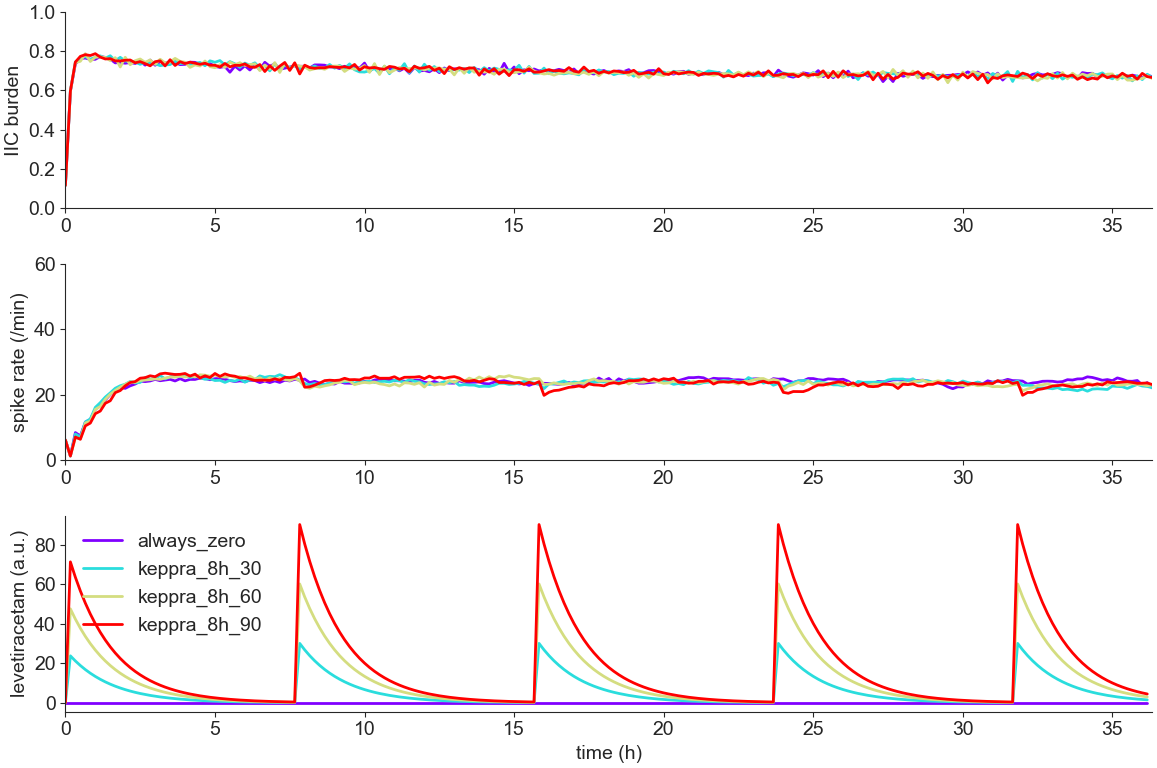 1.0
0.8
0.6
0.4
0.2
0.0
IIC burden
0 5 10 15 20 25 30 35
60
40
20
0
spike rate (/min)
0 5 10 15 20 25 30 35
80
60
40
20
0
levetiracetam (a.u.)
always_zero
keppra_8h_30
keppra_8h_60
keppra_8h_90
0 5 10 15 20 25 30 35
time (h)